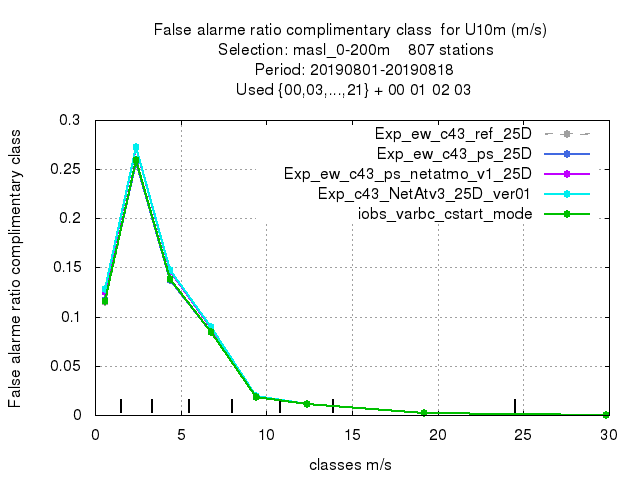 False alarme ratio complimentary class  for U10m (m/s)
Selection: masl_0-200m    807 stations
Period: 20190801-20190818
Used {00,03,...,21} + 00 01 02 03
False alarme ratio complimentary class
0.3
0.25
0.2
0.15
0.1
0.05
0
Exp_ew_c43_ref_25D
Exp_ew_c43_ps_25D
Exp_ew_c43_ps_netatmo_v1_25D
Exp_c43_NetAtv3_25D_ver01
iobs_varbc_cstart_mode
0 5 10 15 20 25 30
classes m/s